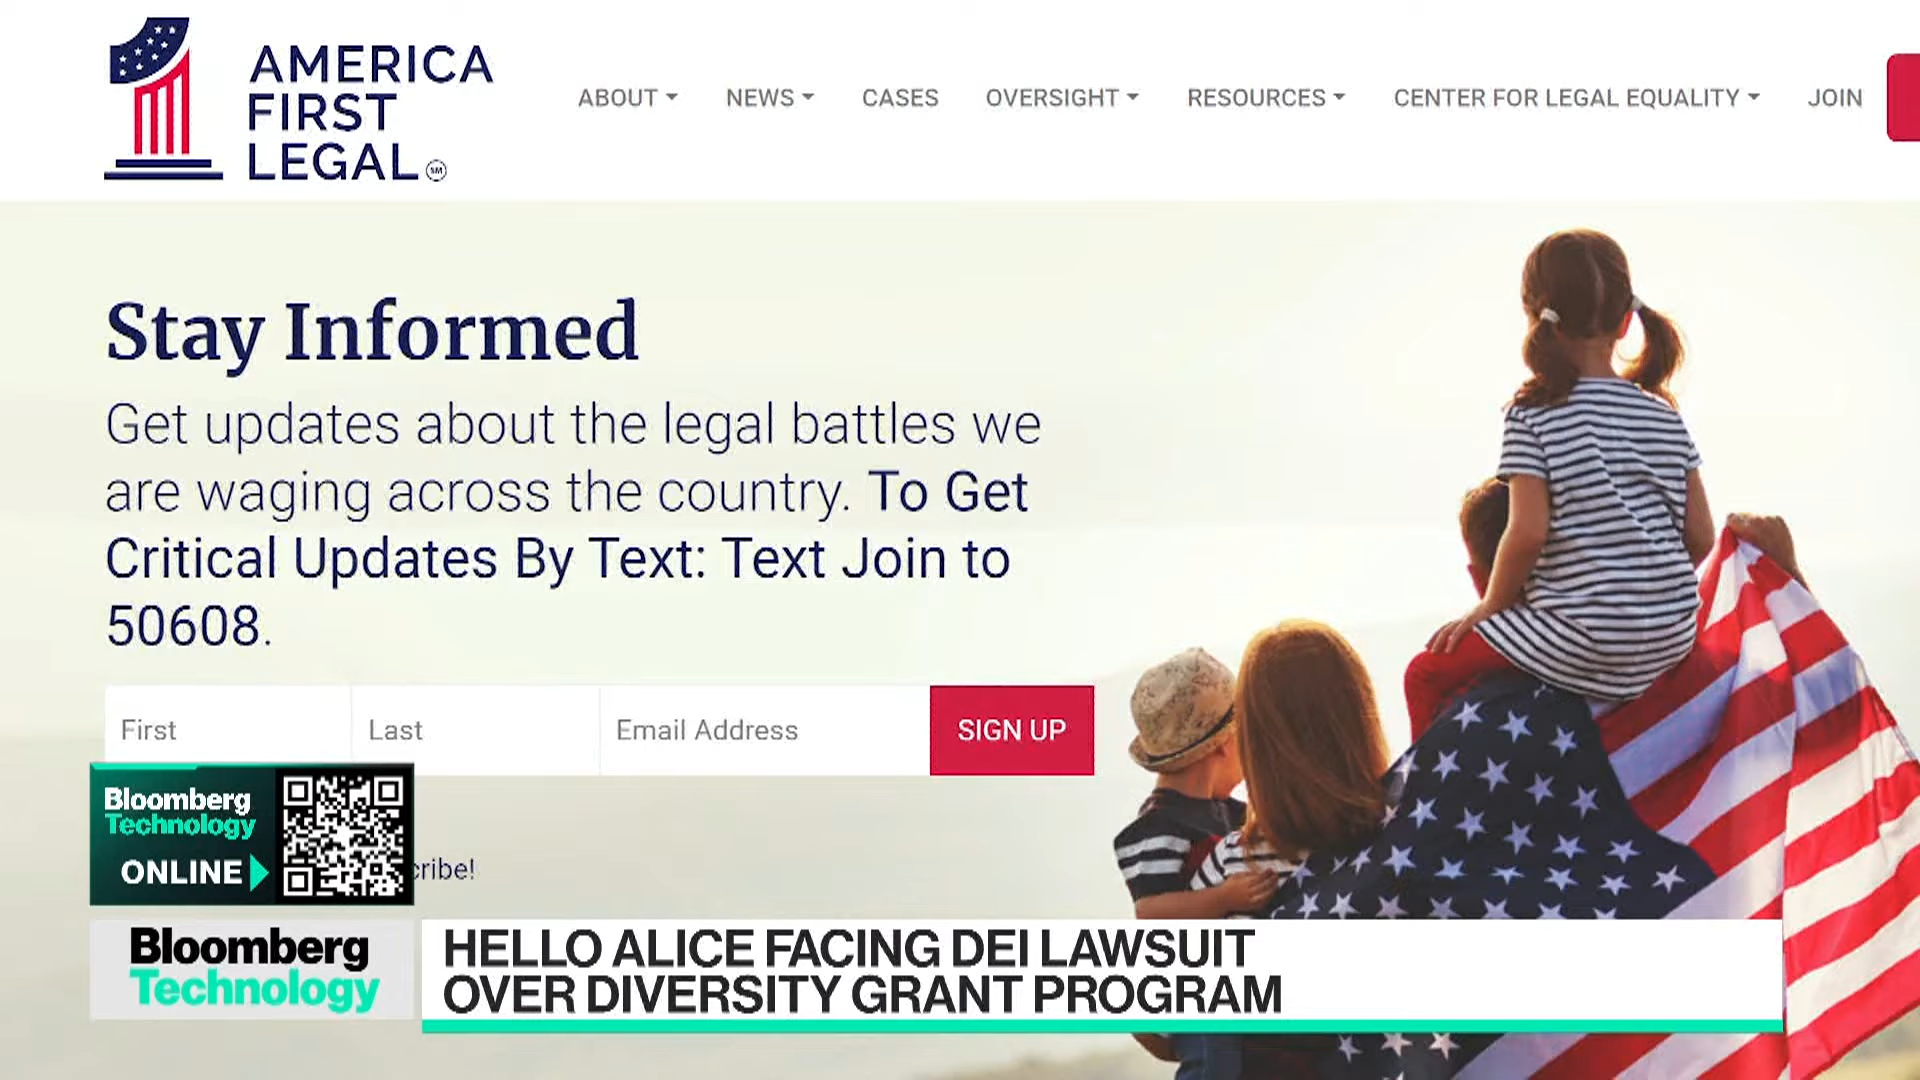 AMERICA
FIRST
LEGAL SM
ABOUT
NEWS
CASES
OVERSIGHT
RESOURCES
CENTER FOR LEGAL EQUALITY
JOIN
Stay Informed
Get updates about the legal battles we
are waging across the country. To Get
Critical Updates By Text: Text Join to
50608.
First
Last
Email Address
SIGN UP
cribe!
Bloomberg
Technology
ONLINE
Bloomberg
Technology
HELLO ALICE FACING DEI LAWSUIT
OVER DIVERSITY GRANT PROGRAM